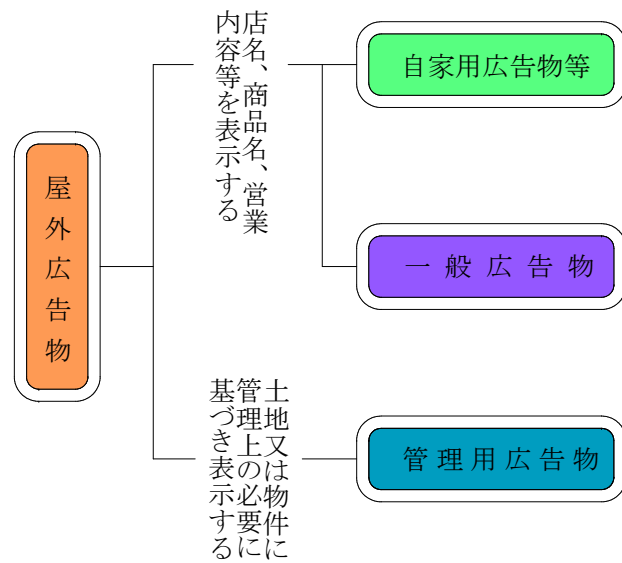 屋外広告物
店名、商品名、営業
内容等を表示する
自家用広告物等
一般広告物
土地又は物件に
管理上の必要に
基づき表示する
管理用広告物